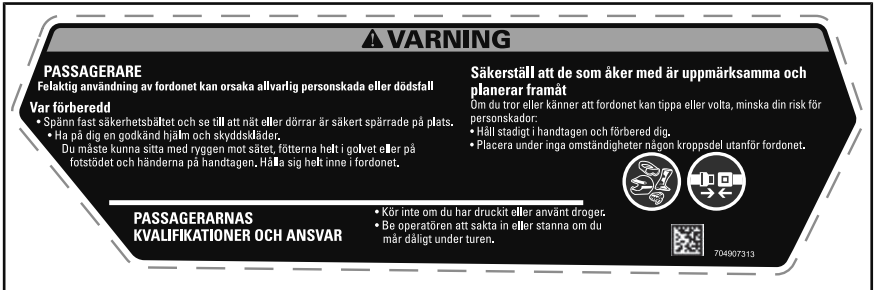 VARNING
PASSAGERARE
Felaktig användning av fordonet kan orsaka allvarlig personskada eller dödsfall
Var förberedd
• Spänn fast säkerhetsbältet och se till att nät eller dörrar är säkert spärrade på plats.
• Ha på dig en godkänd hjälm och skyddskläder.
Du måste kunna sitta med ryggen mot sätet, fötterna helt i golvet eller på
fotstödet och händerna på handtagen. Hålla sig helt inne i fordonet.
Säkerställ att de som åker med är uppmärksamma och
planerar framåt
Om du tror eller känner att fordonet kan tippa eller volta, minska din risk för
personskador:
• Håll stadigt i handtagen och förbered dig.
• Placera under inga omständigheter någon kroppsdel utanför fordonet.
PASSAGERARNAS
KVALIFIKATIONER OCH ANSVAR
• Kör inte om du har druckit eller använt droger.
• Be operatören att sakta in eller stanna om du
mår dåligt under turen.
704907313